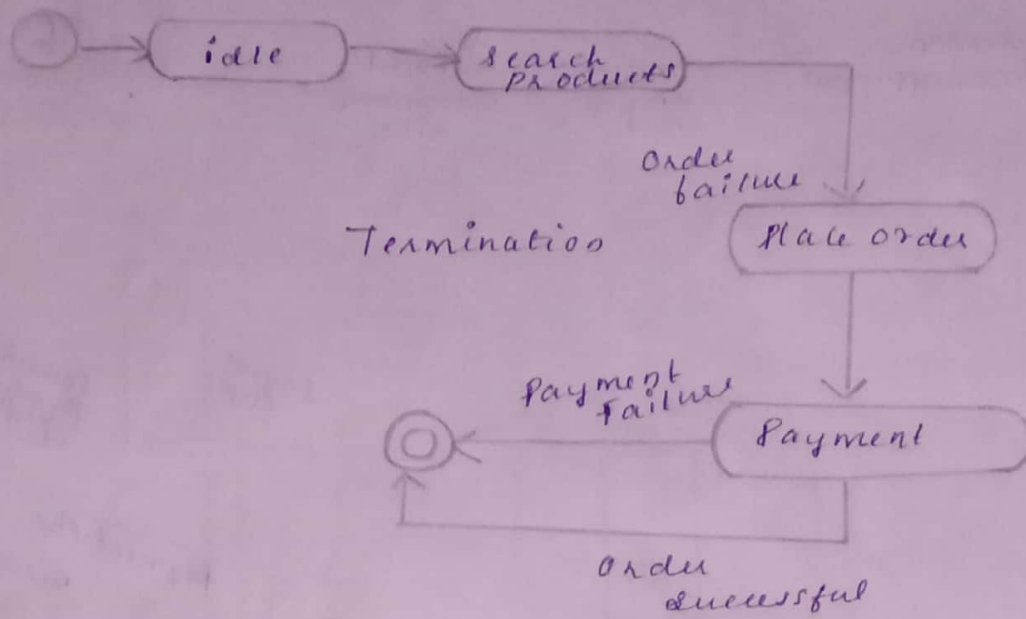 idle
search
products
Order
failure
Termination
Place order
Payment
Failure
Payment
Order
successful